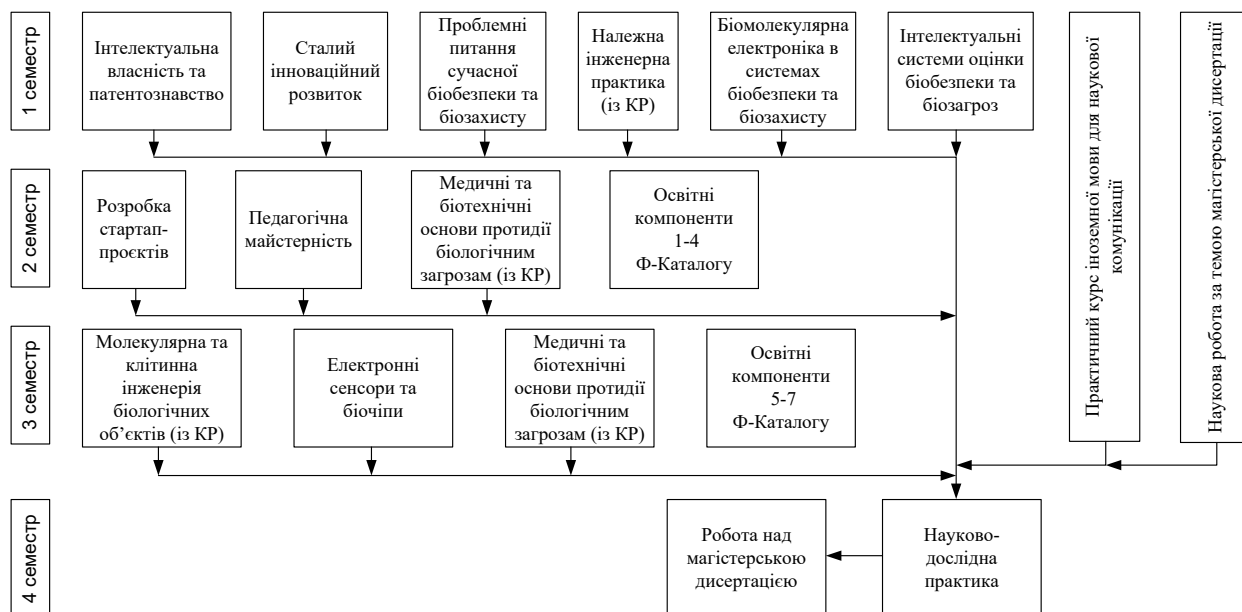 1 семестр
Інтелектуальна
власність та
патентознавство
Сталий
інноваційний
розвиток
Проблемні
питання
сучасної
біобезпеки та
біозахисту
Належна
інженерна
практика
(із КР)
Біомолекулярна
електроніка в
системах
біобезпеки та
біозахисту
Інтелектуальні
системи оцінки
біобезпеки та
біозагроз
Практичний курс іноземної мови для наукової
комунікації
Наукова робота за темою магістерської дисертації
2 семестр
Розробка
стартап-
проєктів
Педагогічна
майстерність
Медичні та
біотехнічні
основи протидії
біологічним
загрозам (із КР)
Освітні
компоненти
1-4
Ф-Каталогу
3 семестр
Молекулярна та
клітинна
інженерія
біологічних
об’єктів (із КР)
Електронні
сенсори та
біочіпи
Медичні та
біотехнічні
основи протидії
біологічним
загрозам (із КР)
Освітні
компоненти
5-7
Ф-Каталогу
4 семестр
Робота над
магістерською
дисертацією
Науково-
дослідна
практика